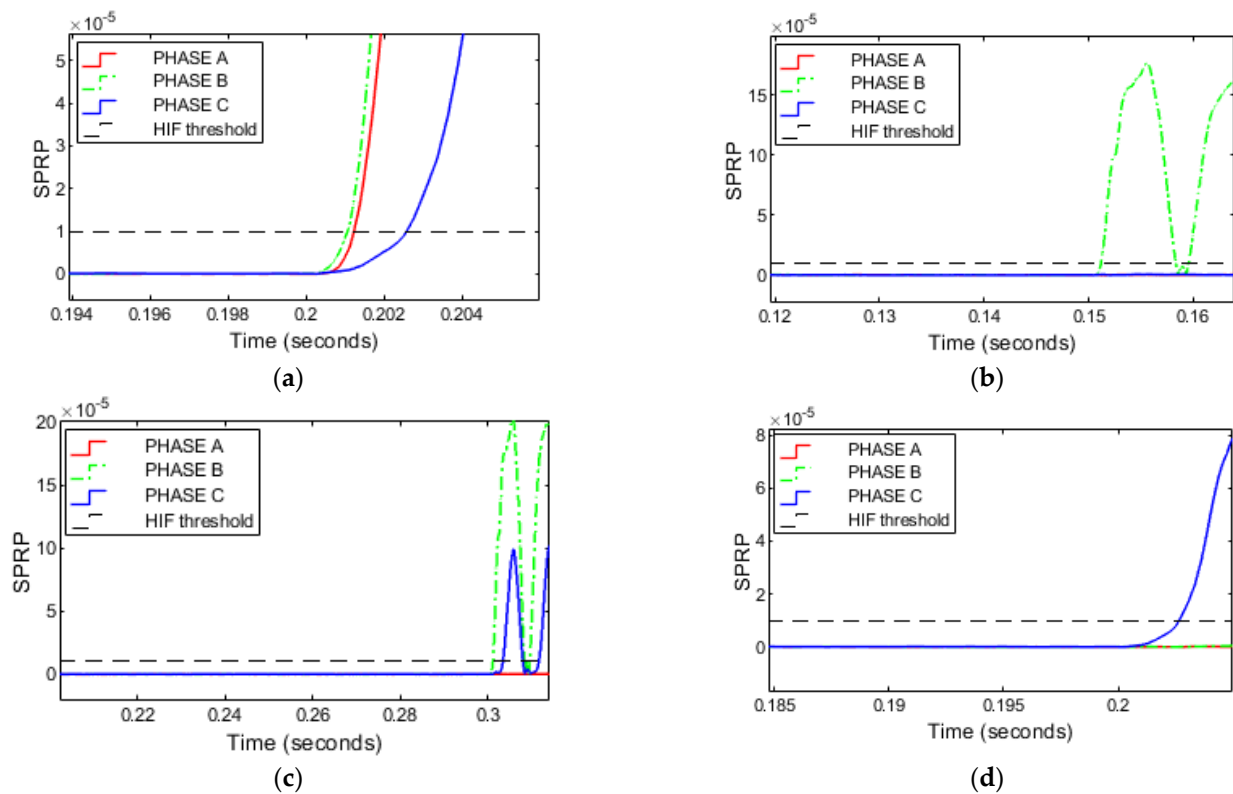 ×10^-5
5
4
3
2
1
0
SPRP
PHASE A
PHASE B
PHASE C
HIF threshold
0.194 0.196 0.198 0.2 0.202 0.204
Time (seconds)
(a)
×10^-5
15
10
5
0
SPRP
PHASE A
PHASE B
PHASE C
HIF threshold
0.12 0.13 0.14 0.15 0.16
Time (seconds)
(b)
×10^-5
20
15
10
5
0
SPRP
PHASE A
PHASE B
PHASE C
HIF threshold
0.22 0.24 0.26 0.28 0.3
Time (seconds)
(c)
×10^-5
8
6
4
2
0
SPRP
PHASE A
PHASE B
PHASE C
HIF threshold
0.185 0.19 0.195 0.2
Time (seconds)
(d)